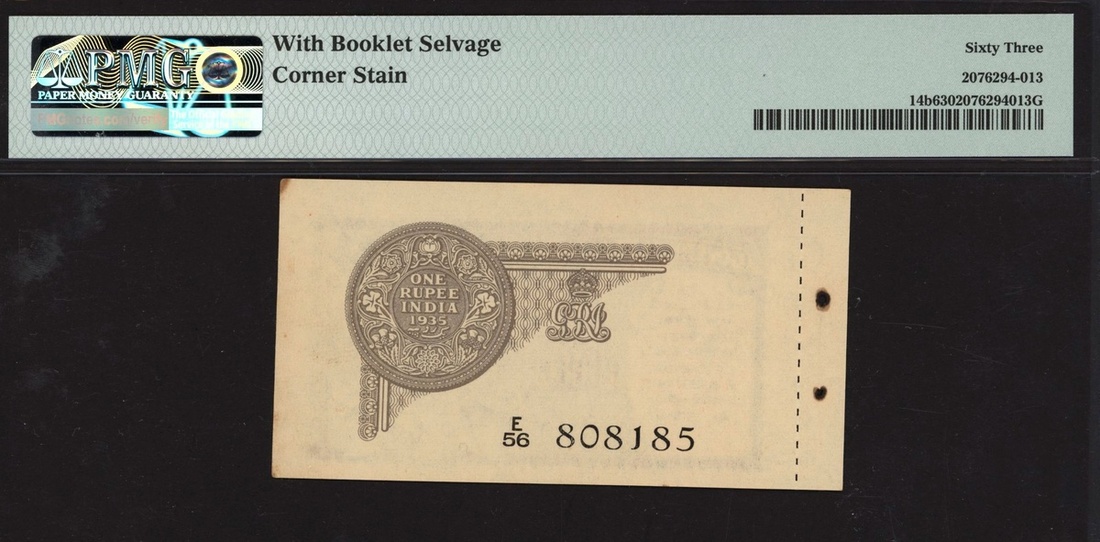 PMG
PAPER MONEY GUARANTY
With Booklet Selvage
Corner Stain
Sixty Three
2076294-013
14b6302076294013G
ONE
RUPEE
INDIA
1935
GRI
E
56 808185